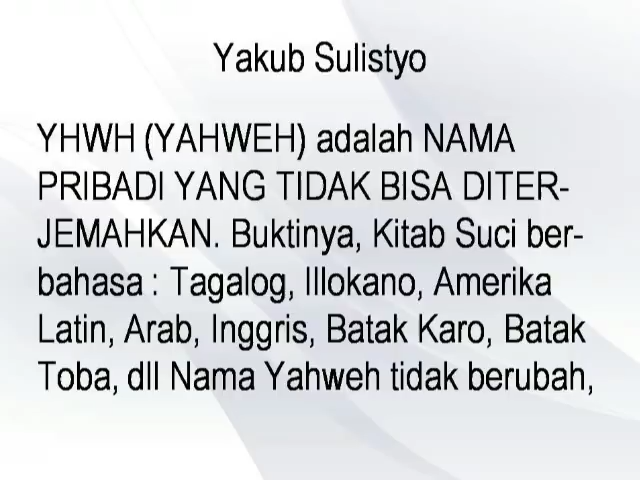 Yakub Sulistyo
YHWH (YAHWEH) adalah NAMA
PRIBADI YANG TIDAK BISA DITER-
JEMAHKAN. Buktinya, Kitab Suci ber-
bahasa : Tagalog, Illokano, Amerika
Latin, Arab, Inggris, Batak Karo, Batak
Toba, dll Nama Yahweh tidak berubah,